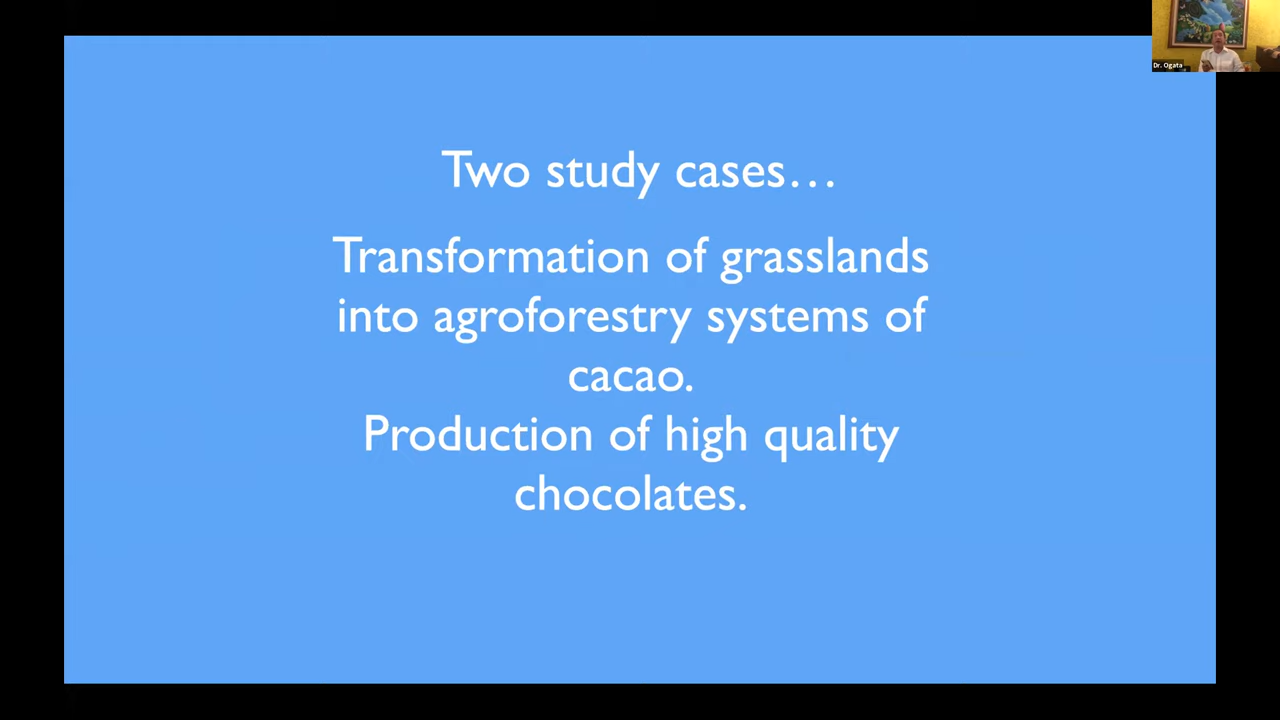 Dr. Ogata
Two study cases…
Transformation of grasslands
into agroforestry systems of
cacao.
Production of high quality
chocolates.